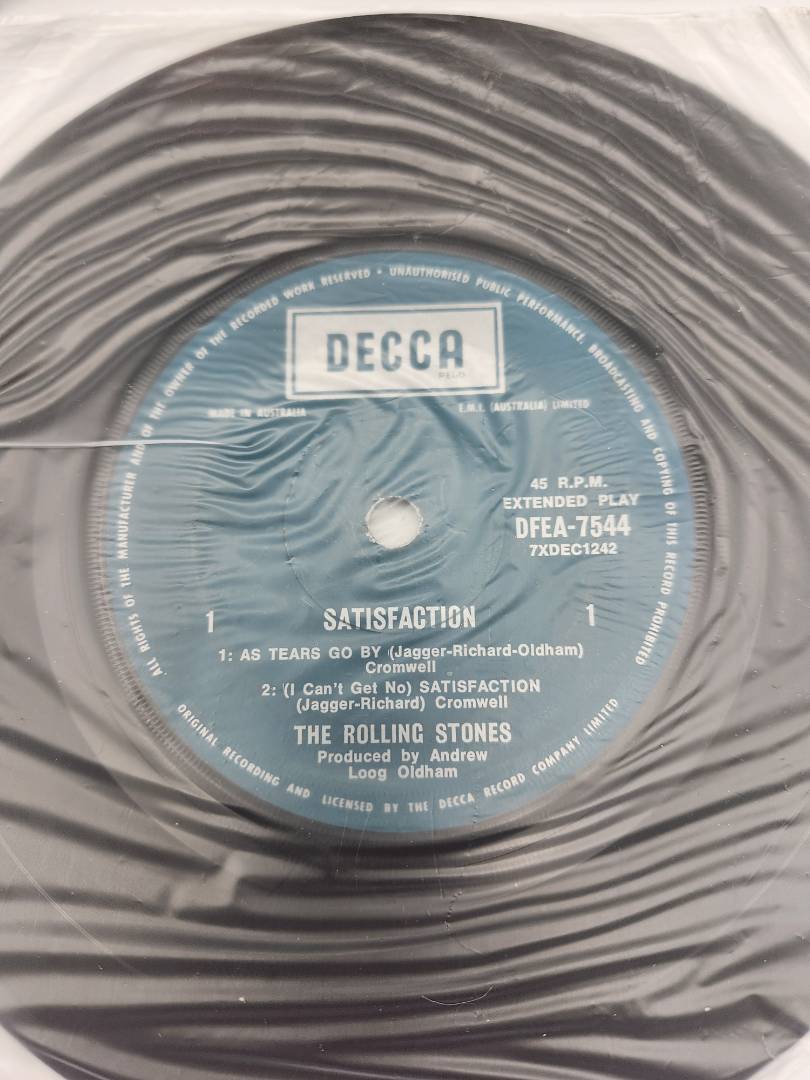 ALL RIGHTS OF THE MANUFACTURER AND OF THE OWNER OF THE RECORDED WORK RESERVED • UNAUTHORISED PUBLIC PERFORMANCE, BROADCASTING AND COPYING OF THIS RECORD PROHIBITED
DECCA
REGD
MADE IN AUSTRALIA
E.M.I. (AUSTRALIA) LIMITED
45 R.P.M.
EXTENDED PLAY
DFEA-7544
7XDEC1242
1 SATISFACTION 1
1: AS TEARS GO BY (Jagger-Richard-Oldham)
Cromwell
2: (I Can't Get No) SATISFACTION
(Jagger-Richard) Cromwell
THE ROLLING STONES
Produced by Andrew
Loog Oldham
ORIGINAL RECORDING AND LICENSED BY THE DECCA RECORD COMPANY LIMITED